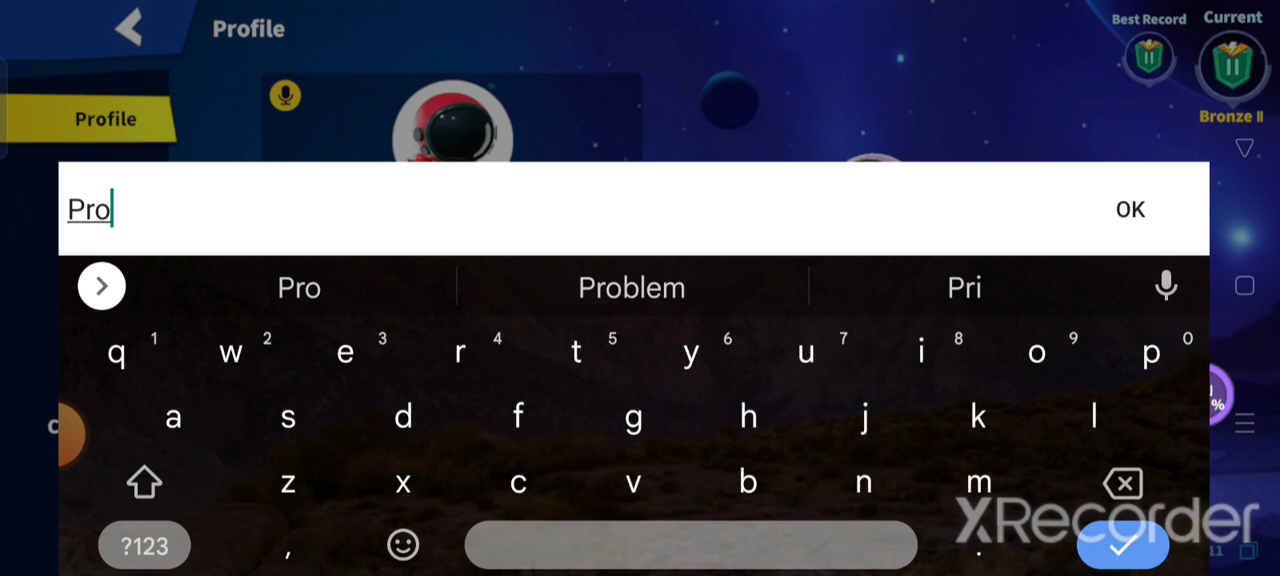 Profile
Best Record
Current
Profile
Bronze II
Pro
OK
Pro Problem Pri
q 1 w 2 e 3 r 4 t 5 y 6 u 7 i 8 o 9 p 0
%
a s d f g h j k l
z x c v b n m
XRecorder
?123 , .
11